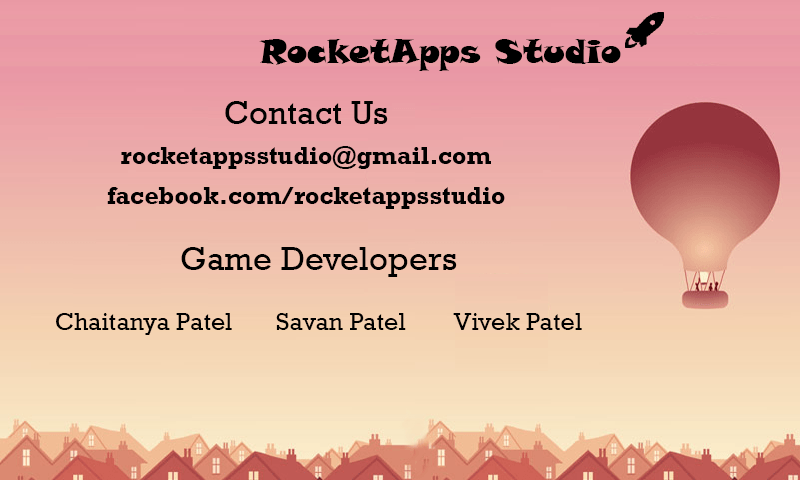 RocketApps Studio
Contact Us
rocketappsstudio@gmail.com
facebook.com/rocketappsstudio
Game Developers
Chaitanya Patel Savan Patel Vivek Patel